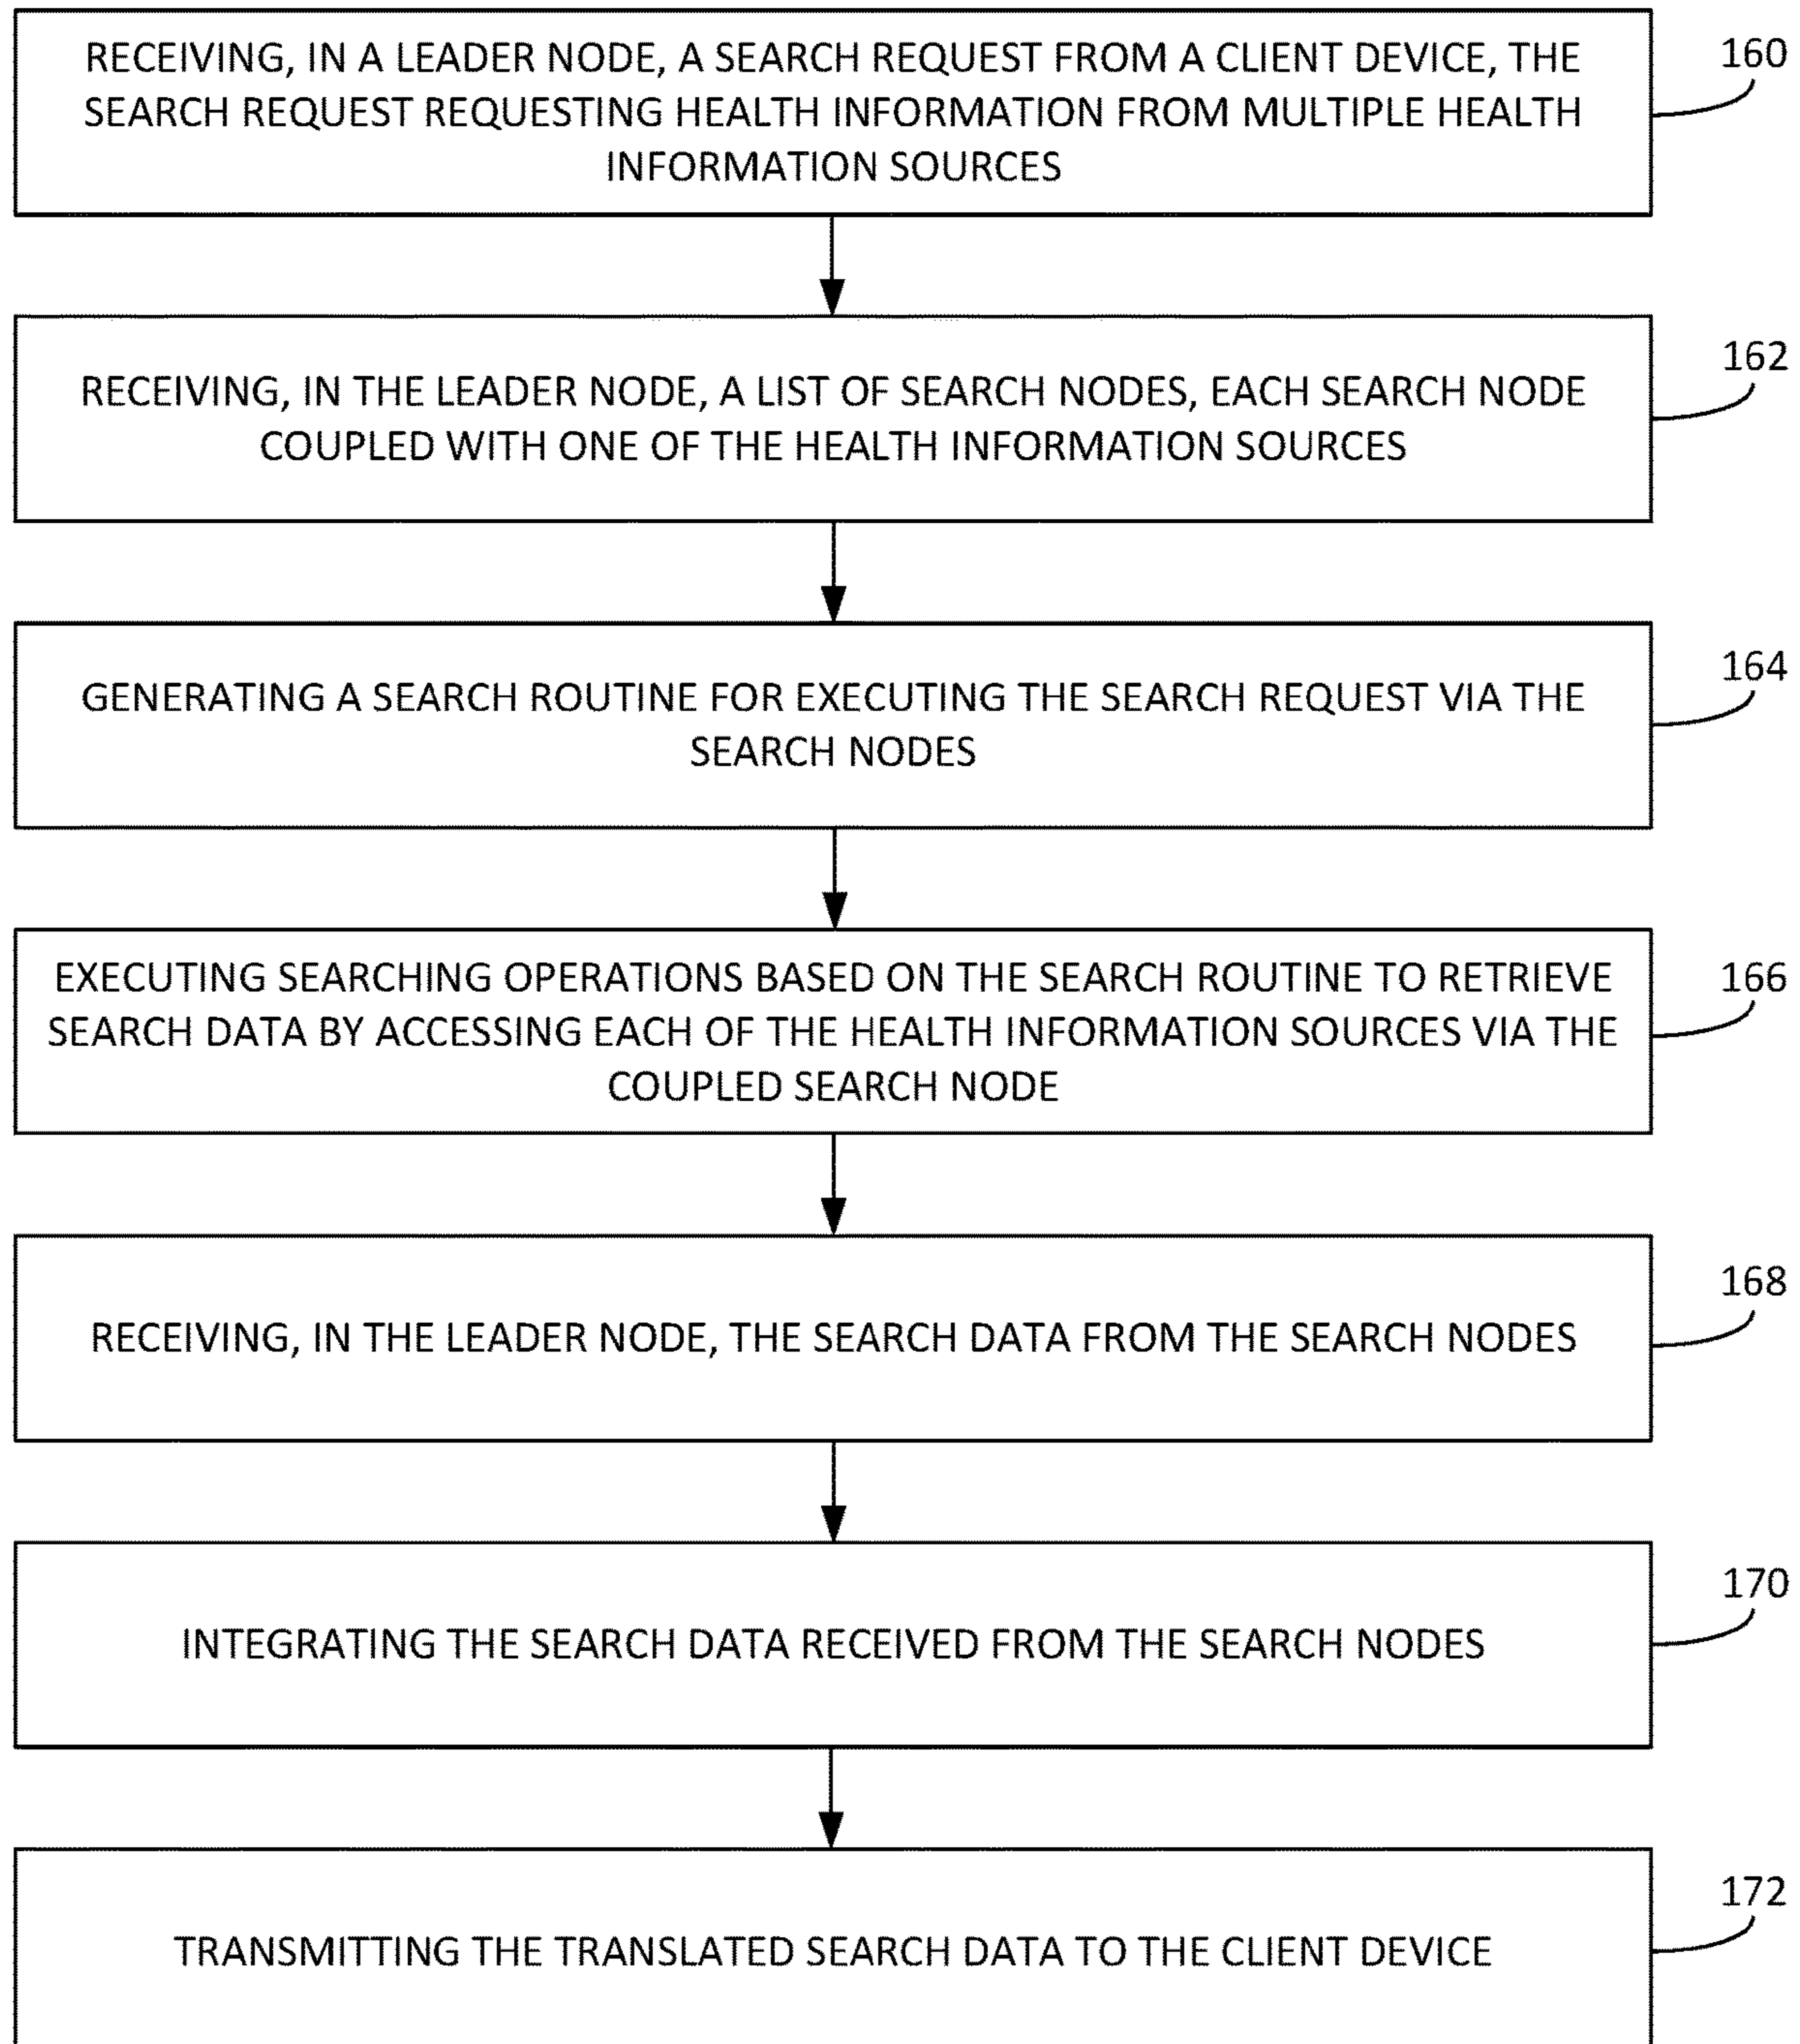 RECEIVING, IN A LEADER NODE, A SEARCH REQUEST FROM A CLIENT DEVICE, THE
SEARCH REQUEST REQUESTING HEALTH INFORMATION FROM MULTIPLE HEALTH
INFORMATION SOURCES
160
RECEIVING, IN THE LEADER NODE, A LIST OF SEARCH NODES, EACH SEARCH NODE
COUPLED WITH ONE OF THE HEALTH INFORMATION SOURCES
162
GENERATING A SEARCH ROUTINE FOR EXECUTING THE SEARCH REQUEST VIA THE
SEARCH NODES
164
EXECUTING SEARCHING OPERATIONS BASED ON THE SEARCH ROUTINE TO RETRIEVE
SEARCH DATA BY ACCESSING EACH OF THE HEALTH INFORMATION SOURCES VIA THE
COUPLED SEARCH NODE
166
RECEIVING, IN THE LEADER NODE, THE SEARCH DATA FROM THE SEARCH NODES
168
INTEGRATING THE SEARCH DATA RECEIVED FROM THE SEARCH NODES
170
TRANSMITTING THE TRANSLATED SEARCH DATA TO THE CLIENT DEVICE
172